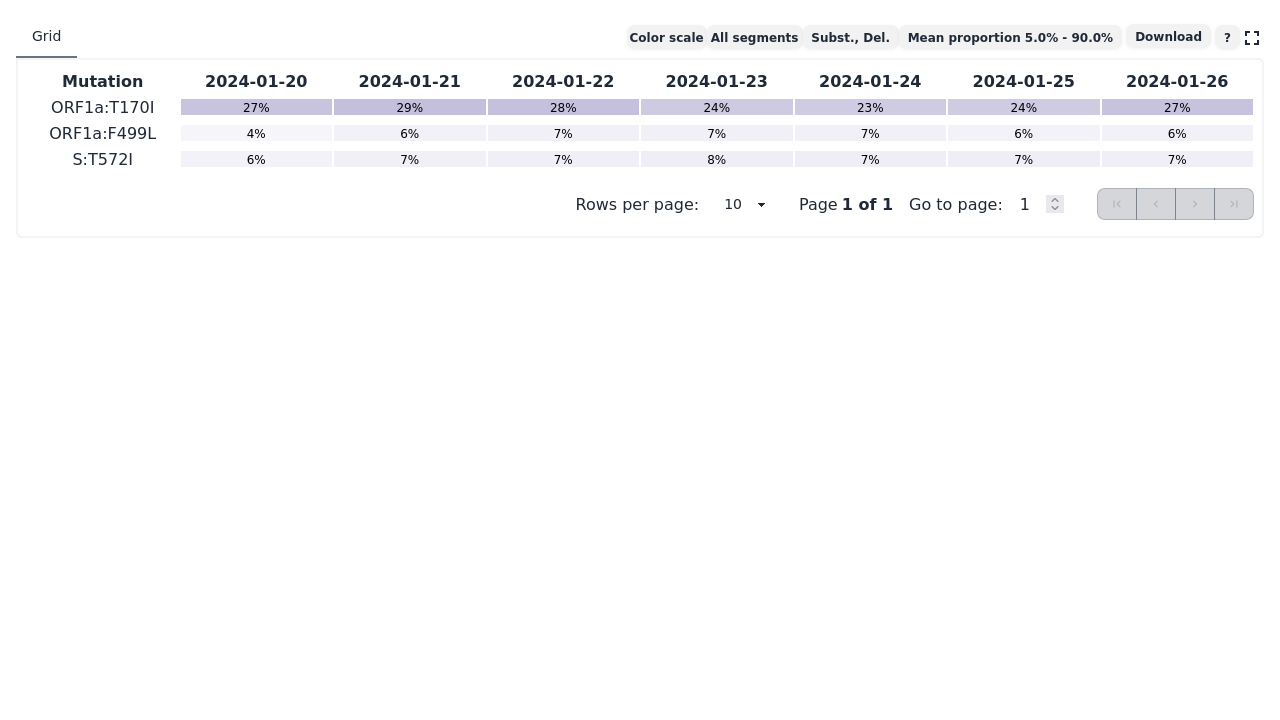 Grid
Color scale All segments Subst., Del. Mean proportion 5.0% - 90.0% Download ?
Mutation 2024-01-20 2024-01-21 2024-01-22 2024-01-23 2024-01-24 2024-01-25 2024-01-26
ORF1a:T170I 27% 29% 28% 24% 23% 24% 27%
ORF1a:F499L 4% 6% 7% 7% 7% 6% 6%
S:T572I 6% 7% 7% 8% 7% 7% 7%
Rows per page: 10 Page 1 of 1 Go to page: 1